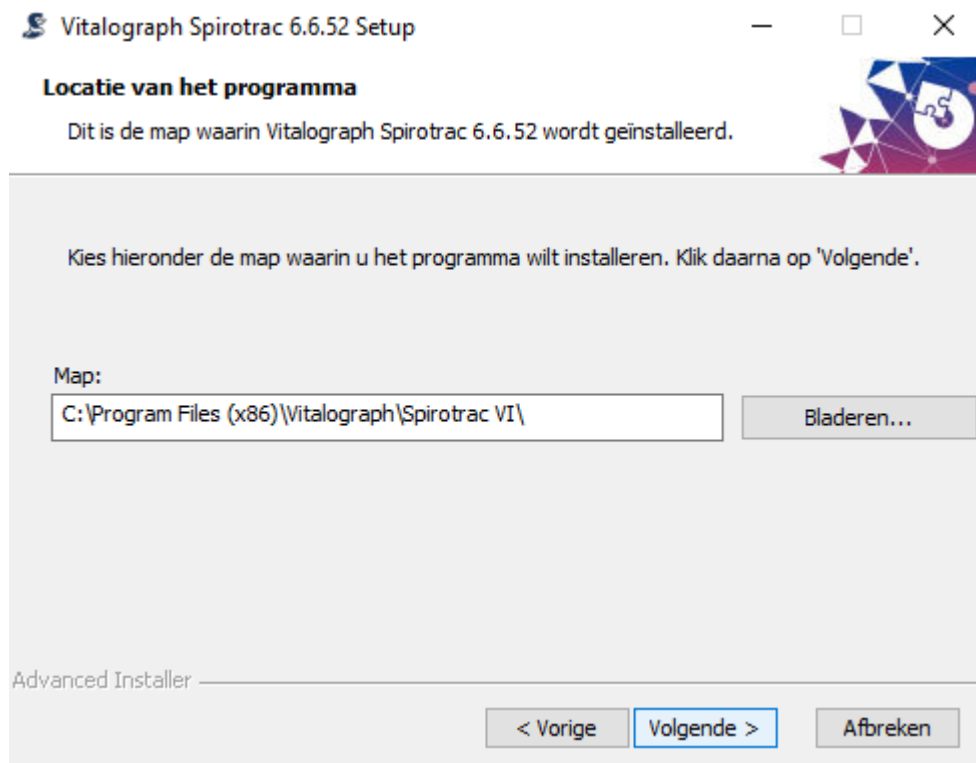 Vitalograph Spirotrac 6.6.52 Setup
Locatie van het programma
Dit is de map waarin Vitalograph Spirotrac 6.6.52 wordt geïnstalleerd.
Kies hieronder de map waarin u het programma wilt installeren. Klik daarna op 'Volgende'.
Map:
C:\Program Files (x86)\Vitalograph\Spirotrac VI\
Bladeren...
Advanced Installer
< Vorige
Volgende >
Afbreken